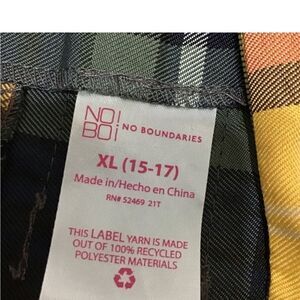 NO!
BOi NO BOUNDARIES
XL (15-17)
Made in/Hecho en China
RN# 52469 21T
THIS LABEL YARN IS MADE
OUT OF 100% RECYCLED
POLYESTER MATERIALS